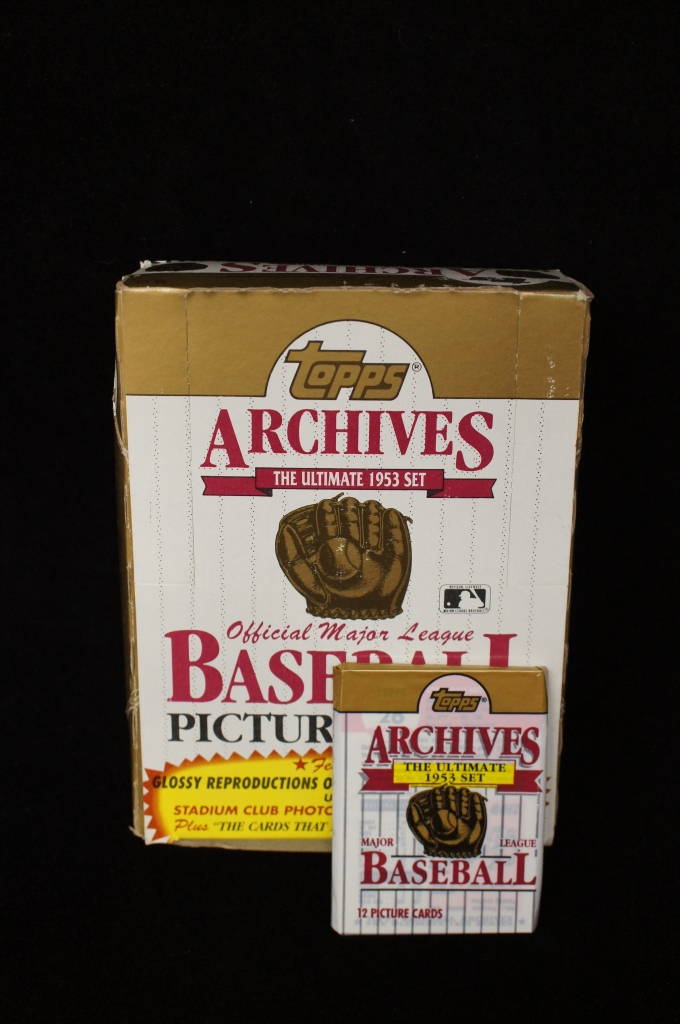 ARCHIVES
Topps®
ARCHIVES
THE ULTIMATE 1953 SET
Official Major League
BASEBALL
PICTUR
GLOSSY REPRODUCTIONS O
U
STADIUM CLUB PHOTO
Plus "THE CARDS THAT
Topps®
ARCHIVES
THE ULTIMATE
1953 SET
MAJOR LEAGUE
BASEBALL
12 PICTURE CARDS